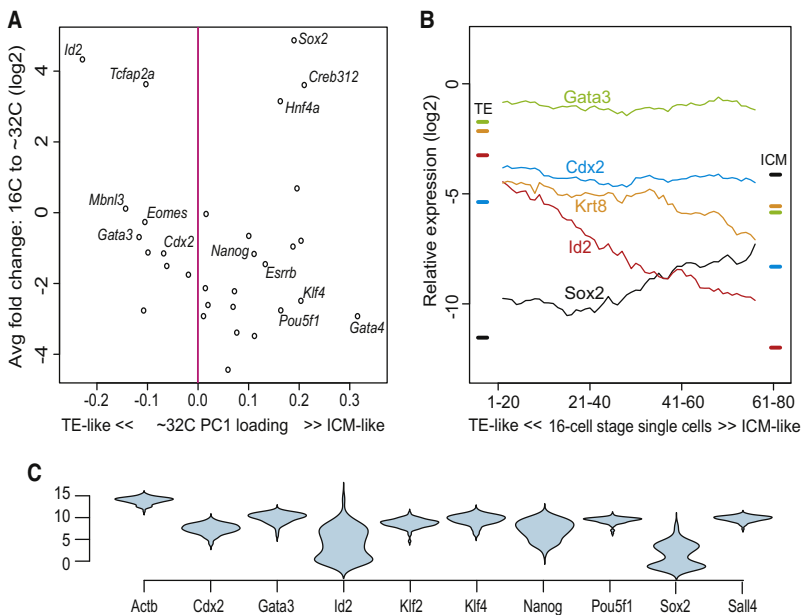 A
Avg fold change: 16C to ~32C (log2)
4
2
0
-2
-4
Id2
Tcfap2a
Sox2
Creb312
Hnf4a
Mbnl3
Eomes
Gata3
Cdx2
Nanog
Esrrb
Klf4
Pou5f1
Gata4
-0.2
-0.1
0.0
0.1
0.2
0.3
TE-like << ~32C PC1 loading >> ICM-like
B
Relative expression (log2)
0
-5
-10
TE
ICM
Gata3
Cdx2
Krt8
Id2
Sox2
1-20
21-40
41-60
61-80
TE-like << 16-cell stage single cells >> ICM-like
C
15
10
5
0
Actb
Cdx2
Gata3
Id2
Klf2
Klf4
Nanog
Pou5f1
Sox2
Sall4